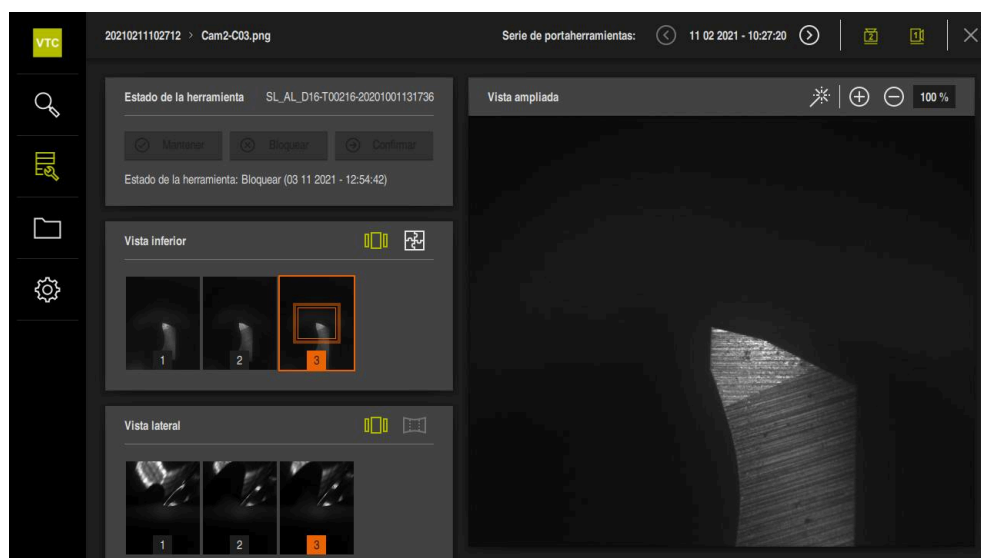 VTC
20210211102712 > Cam2-C03.png
Serie de portaherramientas: 11 02 2021 - 10:27:20
2
1
Estado de la herramienta SL_AL_D16-T00216-20201001131736
Mantener Bloquear Confirmar
Estado de la herramienta: Bloquear (03 11 2021 - 12:54:42)
Vista inferior
1 2 3
Vista lateral
1 2 3
Vista ampliada
100 %